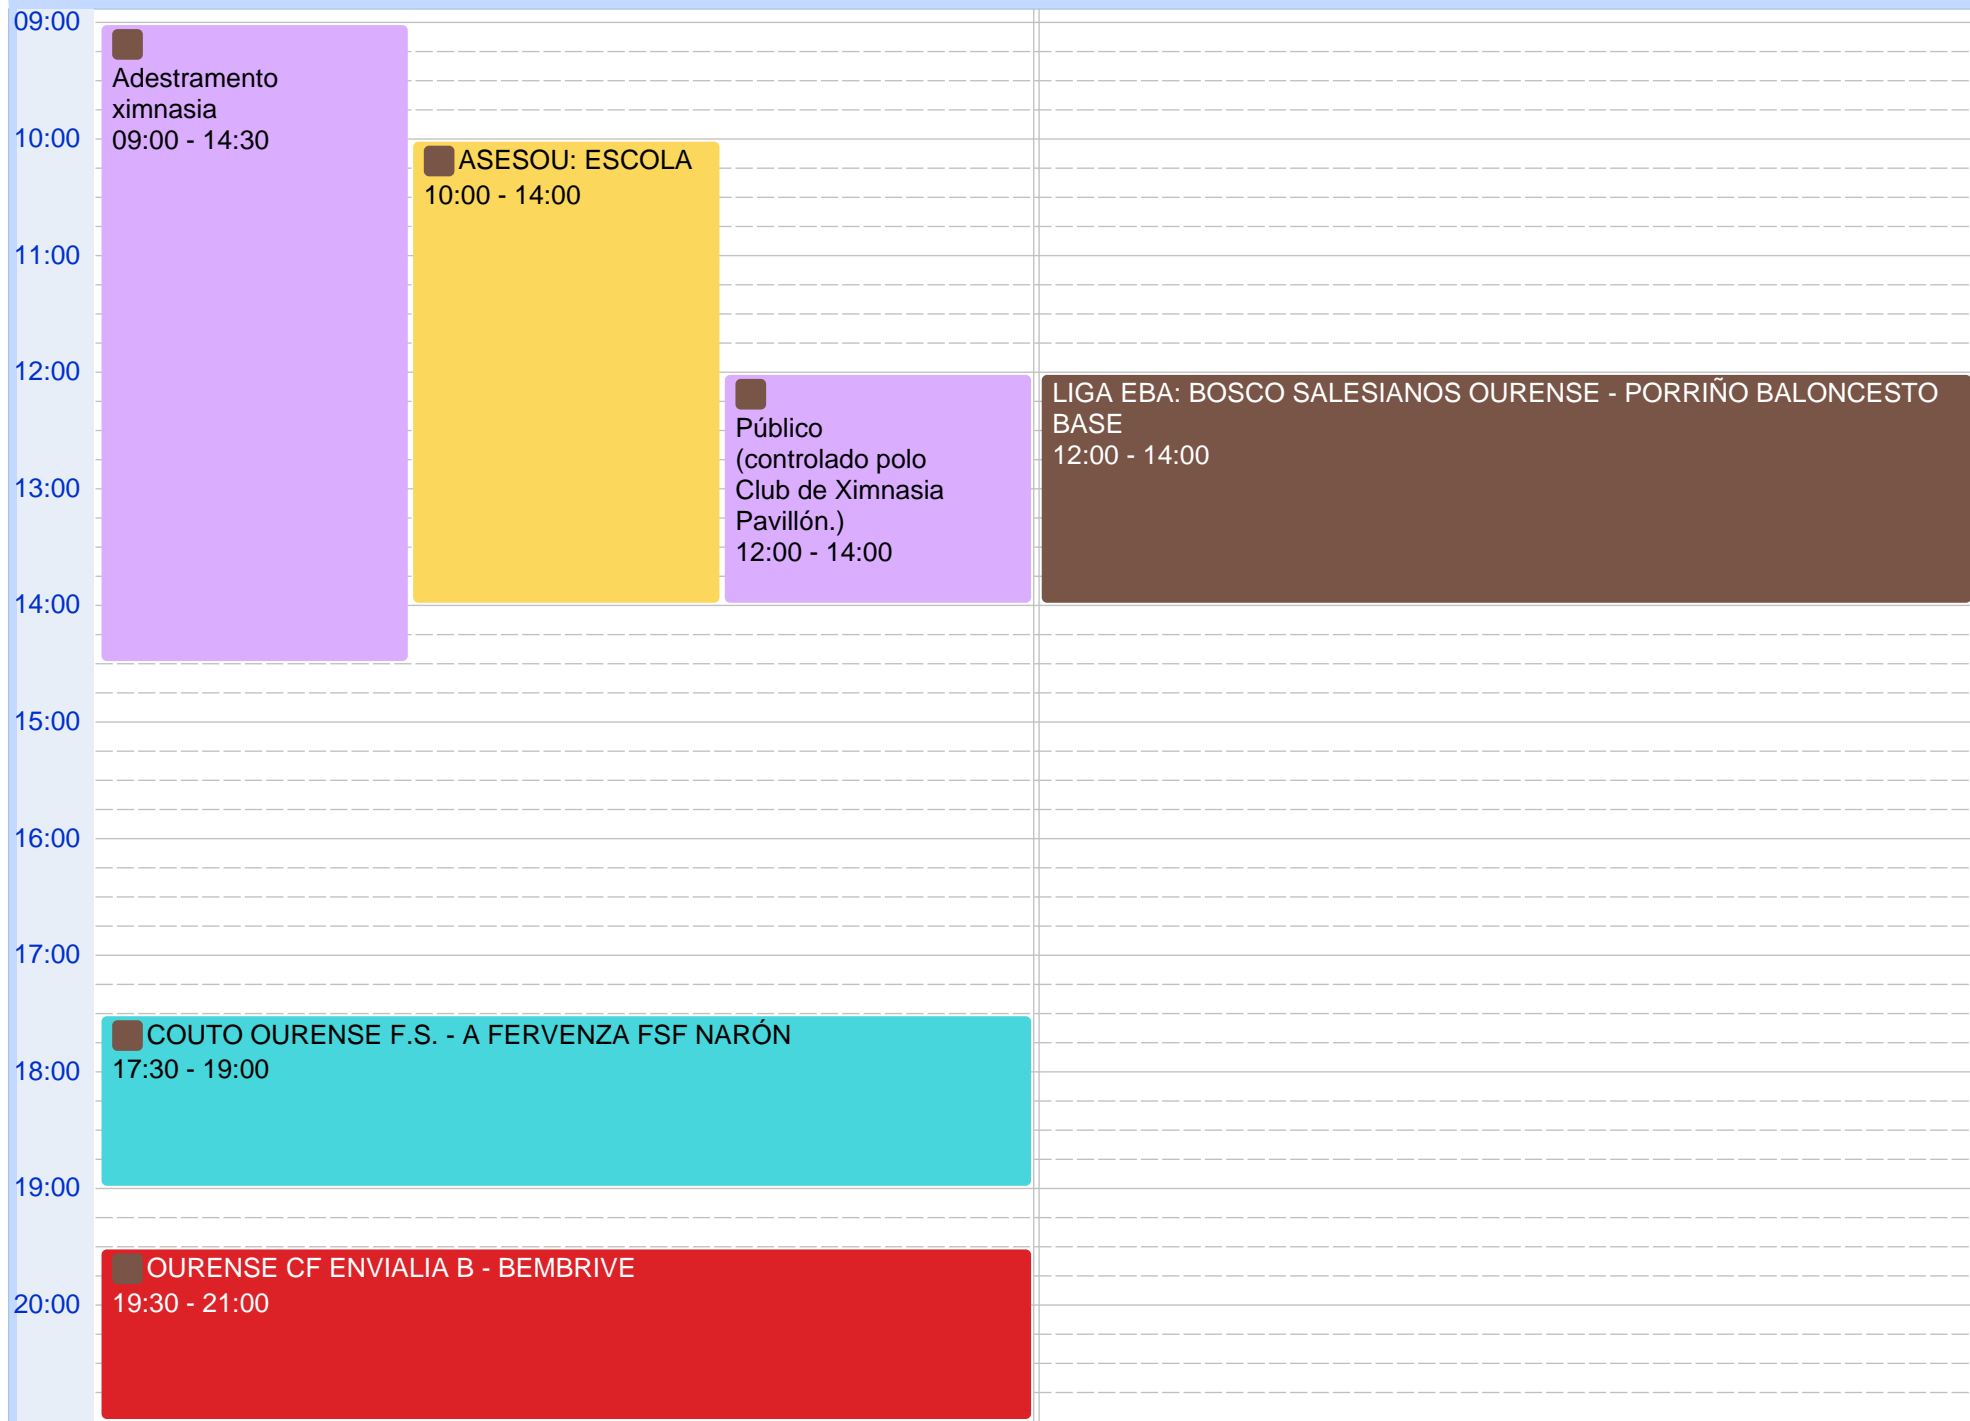 09:00
Adestramento
ximnasia
09:00 - 14:30
10:00
ASESOU: ESCOLA
10:00 - 14:00
11:00
12:00
Público
(controlado polo
Club de Ximnasia
Pavillón.)
12:00 - 14:00
LIGA EBA: BOSCO SALESIANOS OURENSE - PORRIÑO BALONCESTO
BASE
12:00 - 14:00
13:00
14:00
15:00
16:00
17:00
COUTO OURENSE F.S. - A FERVENZA FSF NARÓN
17:30 - 19:00
18:00
19:00
OURENSE CF ENVIALIA B - BEMBRIVE
19:30 - 21:00
20:00